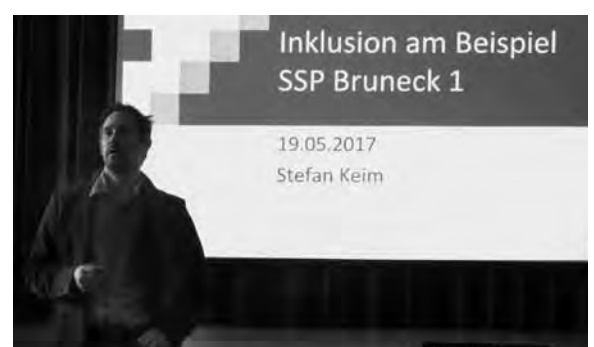 Inklusion am Beispiel
SSP Bruneck 1
19.05.2017
Stefan Keim